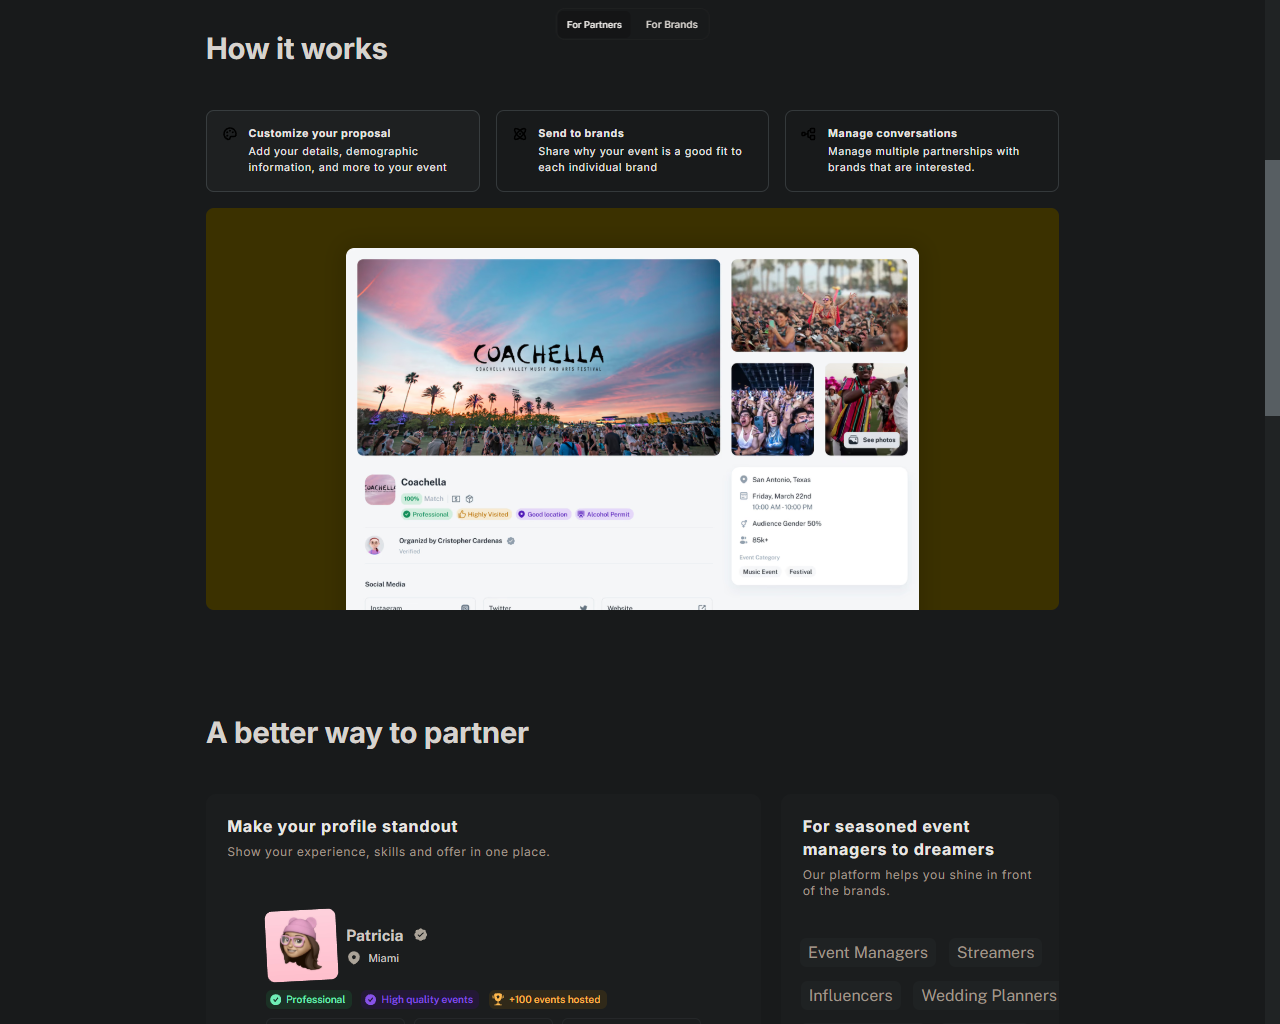 For Partners
For Brands
How it works
Customize your proposal
Add your details, demographic
information, and more to your event
Send to brands
Share why your event is a good fit to
each individual brand
Manage conversations
Manage multiple partnerships with
brands that are interested.
COACHELLA
COACHELLA VALLEY MUSIC AND ARTS FESTIVAL
See photos
COACHELLA
Coachella
100% Match
Professional
Highly Visited
Good location
Alcohol Permit
Organizd by Cristopher Cardenas
Verified
Social Media
Instagram
Twitter
Website
San Antonio, Texas
Friday, March 22nd
10:00 AM - 10:00 PM
Audience Gender 50%
85k+
Event Category
Music Event
Festival
A better way to partner
Make your profile standout
Show your experience, skills and offer in one place.
Patricia
Miami
Professional
High quality events
+100 events hosted
For seasoned event
managers to dreamers
Our platform helps you shine in front
of the brands.
Event Managers
Streamers
Influencers
Wedding Planners